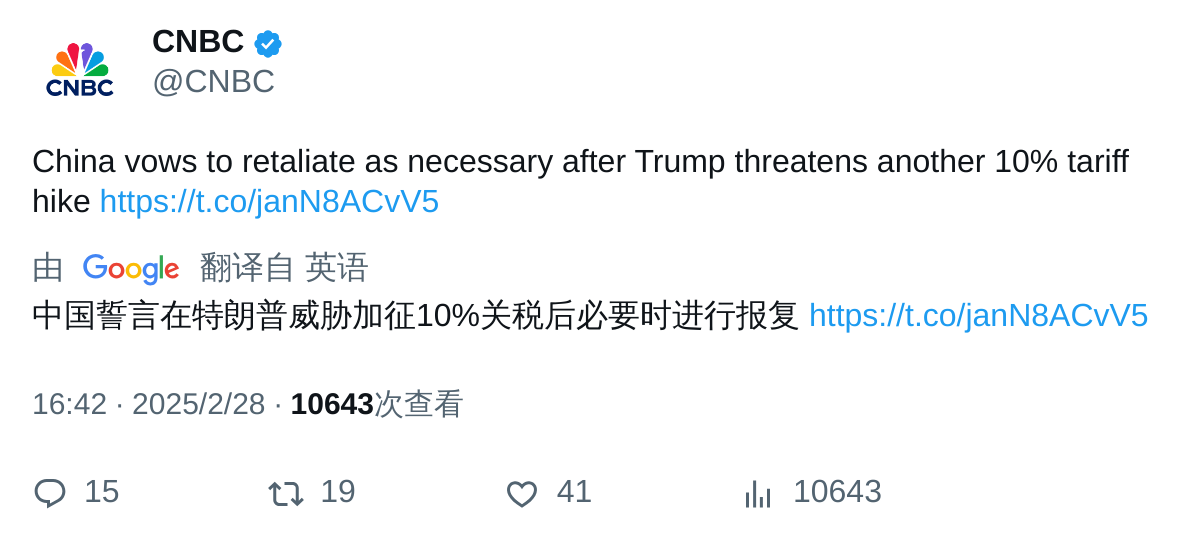 CNBC
CNBC
@CNBC
China vows to retaliate as necessary after Trump threatens another 10% tariff
hike https://t.co/janN8ACvV5
由 Google 翻译自 英语
中国誓言在特朗普威胁加征10%关税后必要时进行报复 https://t.co/janN8ACvV5
16:42 · 2025/2/28 · 10643次查看
15 19 41 10643